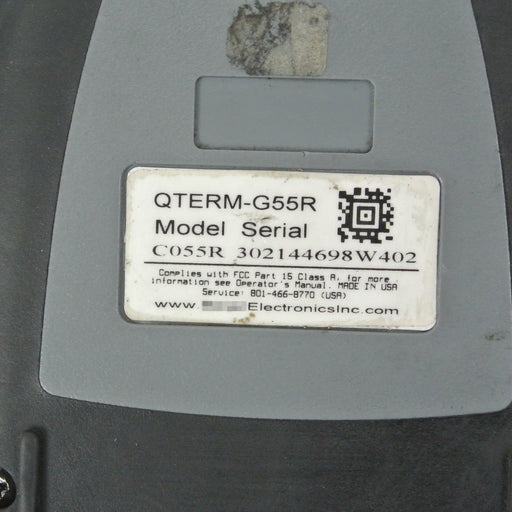 QTERM-G55R
Model Serial
C055R 302144698W402
Complies with FCC Part 15 Class A, for more
information see Operator's Manual. MADE IN USA
Service: 801-466-8770 (USA)
www ElectronicsInc.com